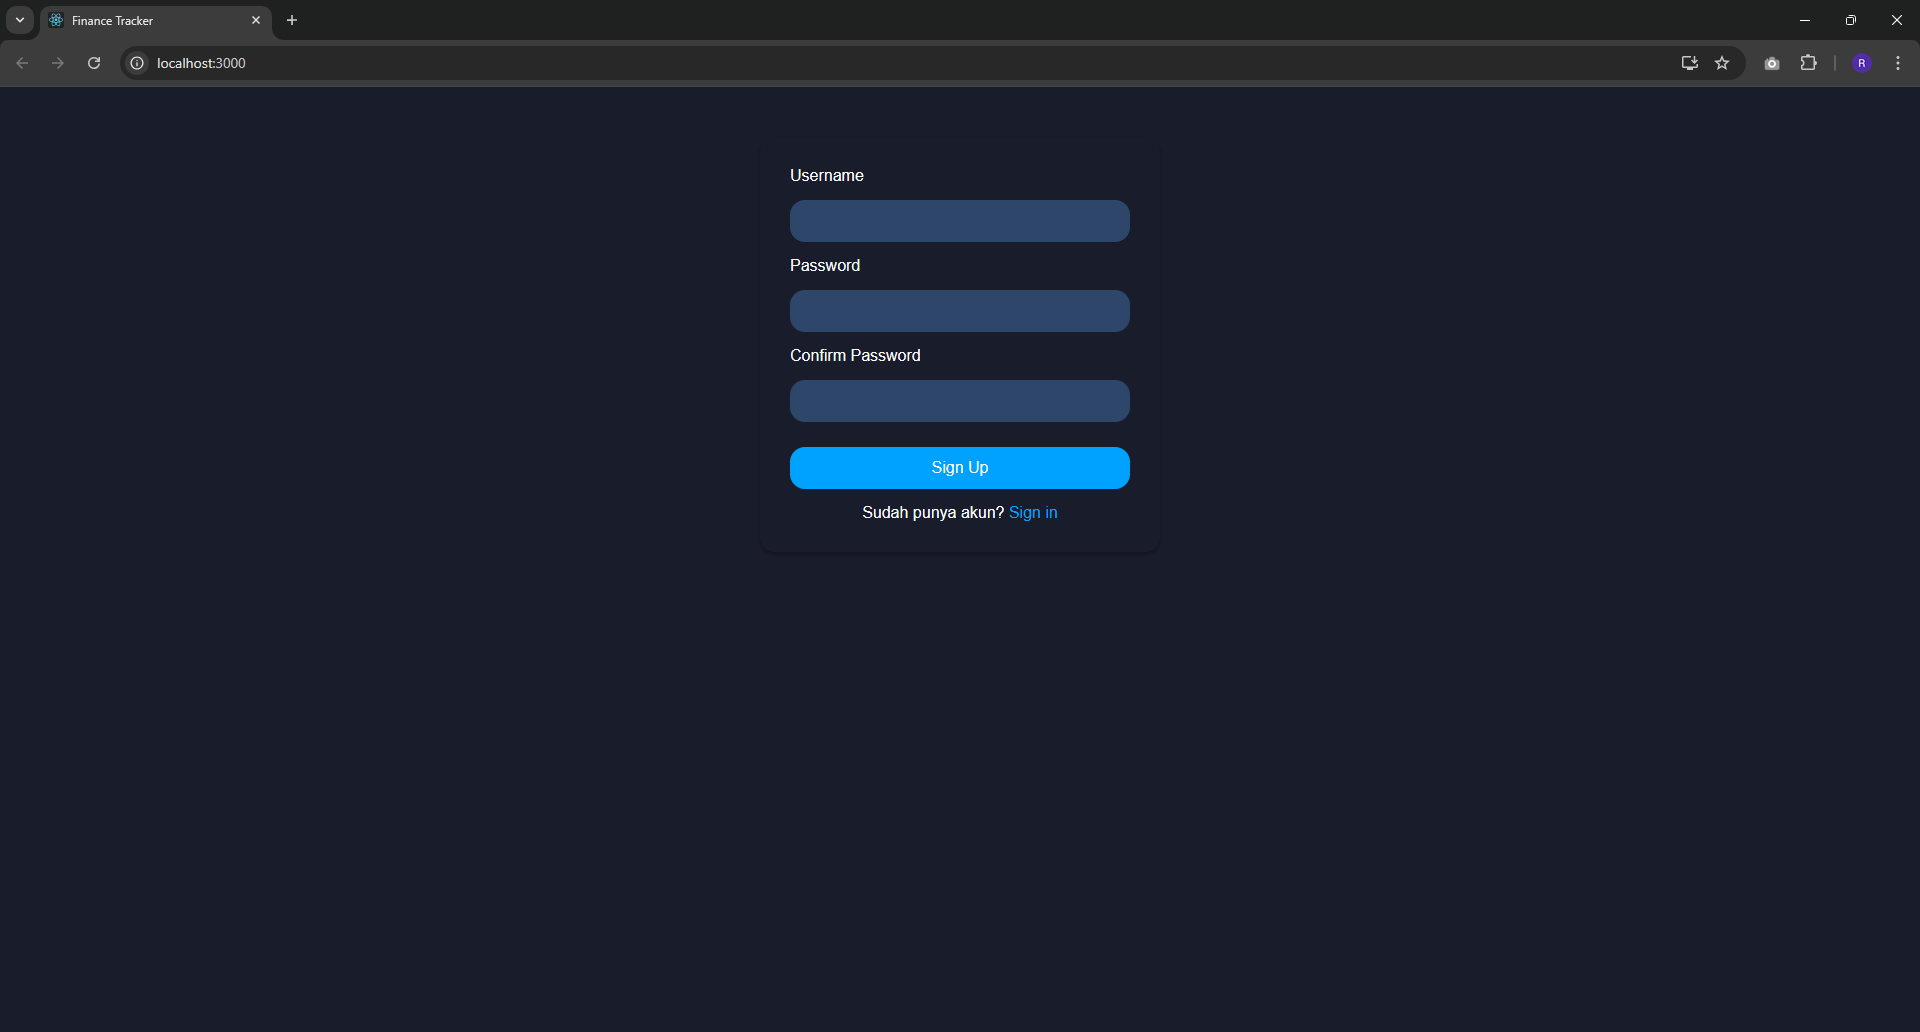 Finance Tracker
localhost:3000
R
Username
Password
Confirm Password
Sign Up
Sudah punya akun? Sign in